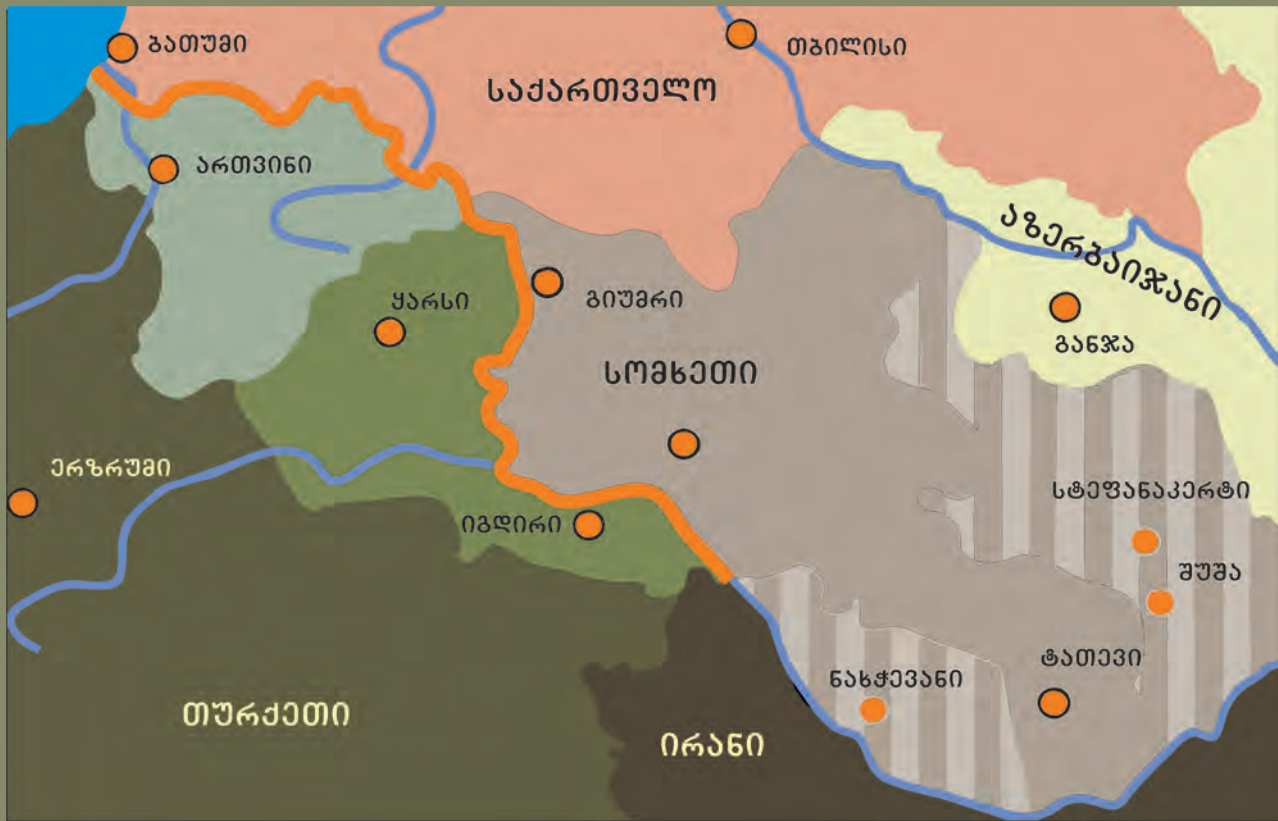 ბათუმი
თბილისი
საქართველო
ართვინი
აზერბაიჯანი
ყარსი
გიუმრი
განჯა
სომხეთი
ერზრუმი
სტეფანაკერტი
იგდირი
შუშა
ტათევი
ნახჭევანი
თურქეთი
ირანი